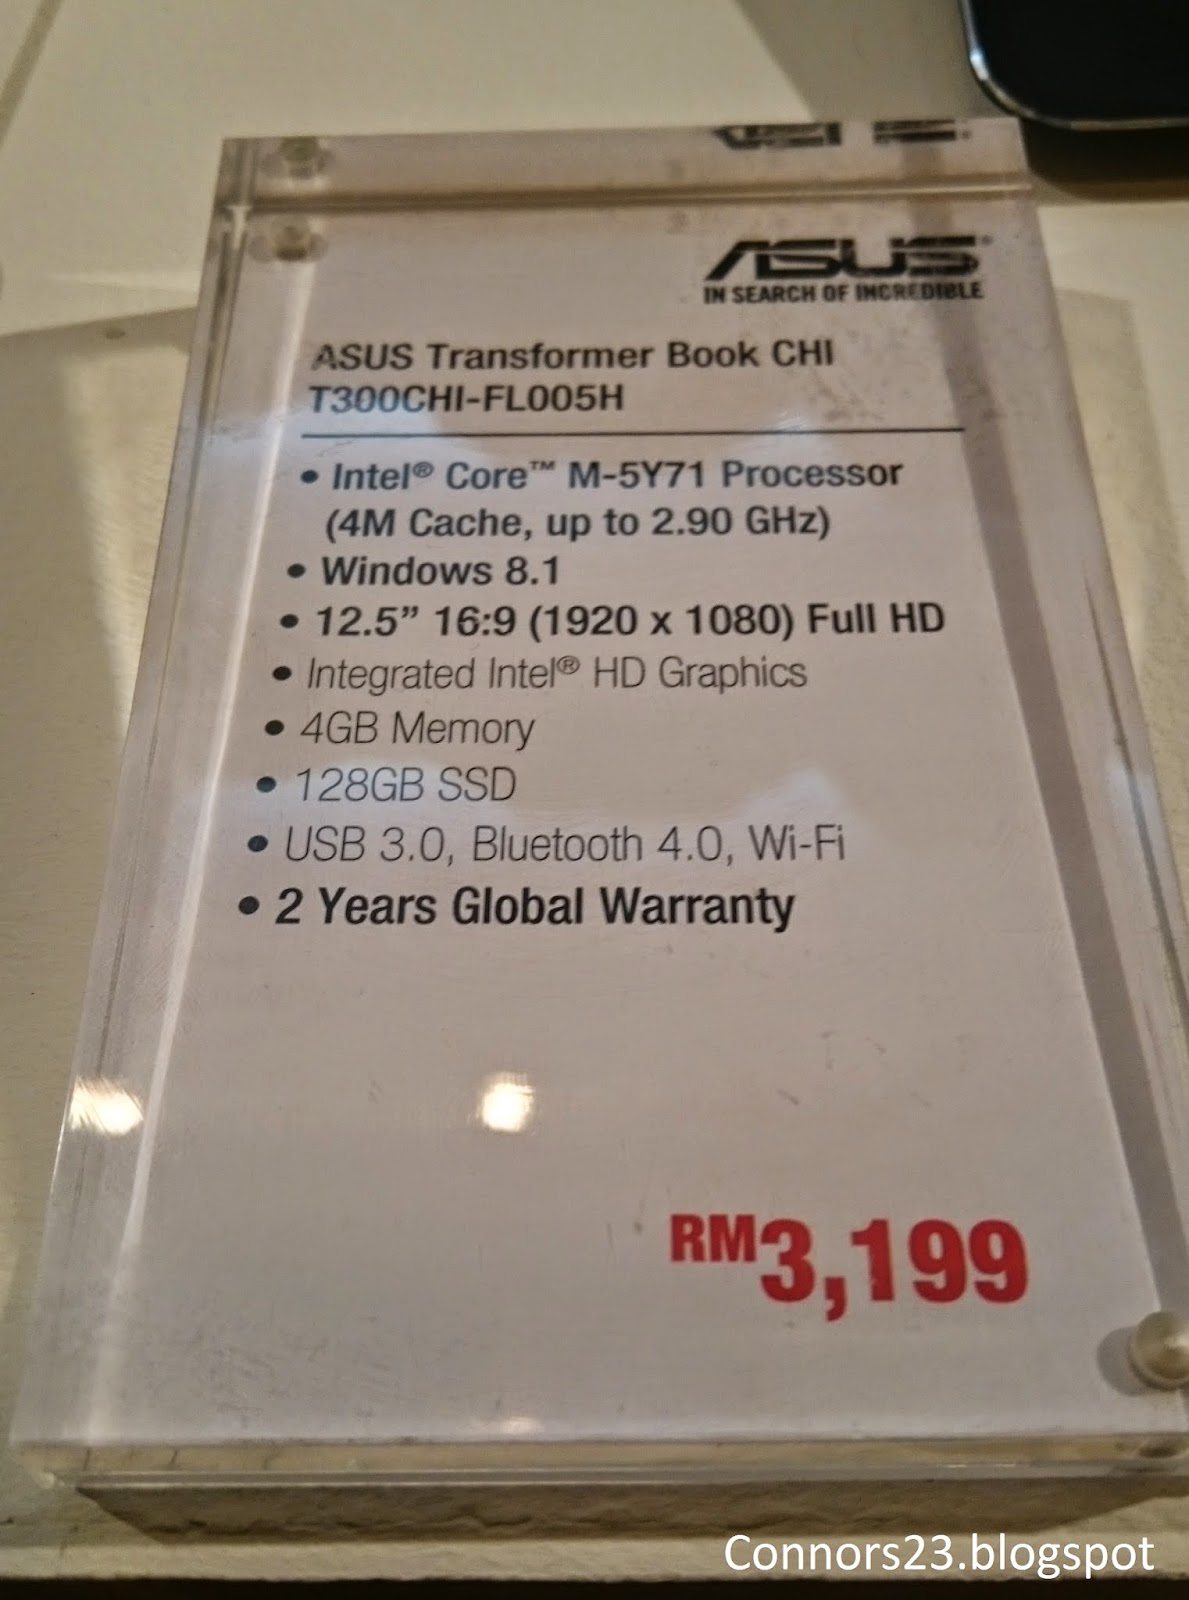 ASUS
IN SEARCH OF INCREDIBLE
ASUS Transformer Book CHI
T300CHI-FL005H
• Intel® Core™ M-5Y71 Processor
(4M Cache, up to 2.90 GHz)
• Windows 8.1
• 12.5” 16:9 (1920 x 1080) Full HD
• Integrated Intel® HD Graphics
• 4GB Memory
• 128GB SSD
• USB 3.0, Bluetooth 4.0, Wi-Fi
• 2 Years Global Warranty
RM3,199
Connors23.blogspot